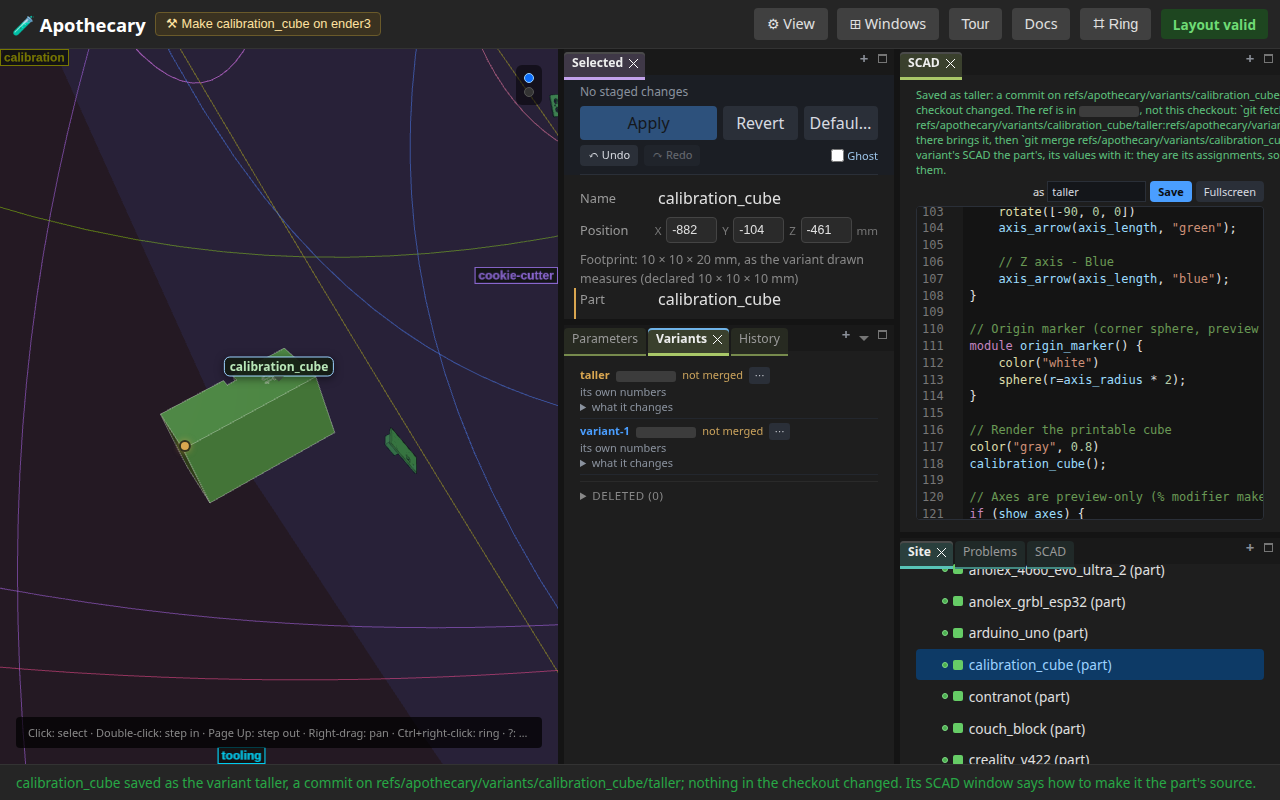 🧪 Apothecary
⚒ Make calibration_cube on ender3
⚙ View
⊞ Windows
Tour
Docs
⌗ Ring
Layout valid
calibration
cookie-cutter
calibration_cube
tooling
Click: select · Double-click: step in · Page Up: step out · Right-drag: pan · Ctrl+right-click: ring · ?: ...
Selected
No staged changes
Apply
Revert
Defaul...
↶ Undo
↷ Redo
Ghost
Name calibration_cube
Position X -882 Y -104 Z -461 mm
Footprint: 10 × 10 × 20 mm, as the variant drawn
measures (declared 10 × 10 × 10 mm)
Part calibration_cube
Parameters
Variants
History
taller not merged ...
its own numbers
▶ what it changes
variant-1 not merged ...
its own numbers
▶ what it changes
▶ DELETED (0)
SCAD
Saved as taller: a commit on refs/apothecary/variants/calibration_cube
checkout changed. The ref is in , not this checkout: `git fetc
refs/apothecary/variants/calibration_cube/taller:refs/apothecary/varian
there brings it, then `git merge refs/apothecary/variants/calibration_cu
variant's SCAD the part's, its values with it: they are its assignments, so
them.
as taller Save Fullscreen
103 rotate([-90, 0, 0])
104 axis_arrow(axis_length, "green");
105
106 // Z axis - Blue
107 axis_arrow(axis_length, "blue");
108 }
109
110 // Origin marker (corner sphere, preview
111 module origin_marker() {
112 color("white")
113 sphere(r=axis_radius * 2);
114 }
115
116 // Render the printable cube
117 color("gray", 0.8)
118 calibration_cube();
119
120 // Axes are preview-only (% modifier make
121 if (show_axes) {
Site
Problems
SCAD
anolex_4060_evo_ultra_2 (part)
anolex_grbl_esp32 (part)
arduino_uno (part)
calibration_cube (part)
contranot (part)
couch_block (part)
creality_v422 (part)
calibration_cube saved as the variant taller, a commit on refs/apothecary/variants/calibration_cube/taller; nothing in the checkout changed. Its SCAD window says how to make it the part's source.